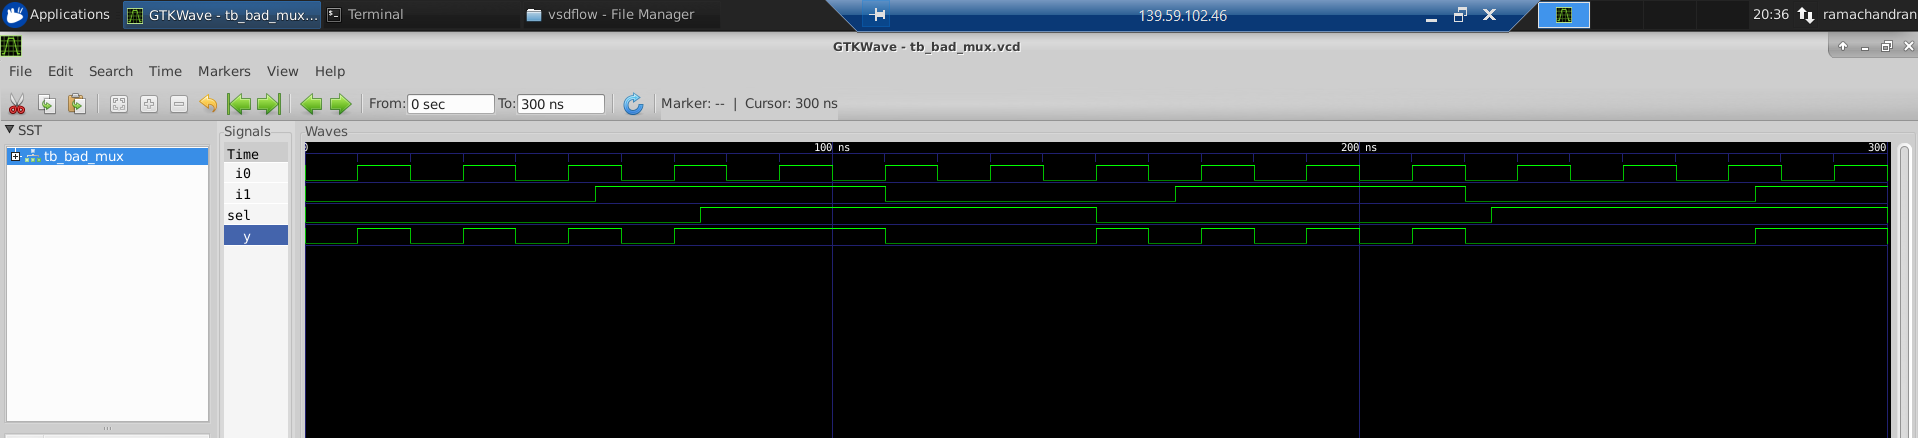 Applications GTKWave - tb_bad_mux... Terminal vsdflow - File Manager 139.59.102.46 20:36 ramachandran
GTKWave - tb_bad_mux.vcd
File Edit Search Time Markers View Help
From: 0 sec To: 300 ns Marker: -- | Cursor: 300 ns
SST Signals Waves
tb_bad_mux Time 0 100 ns 200 ns 300
i0
i1
sel
y